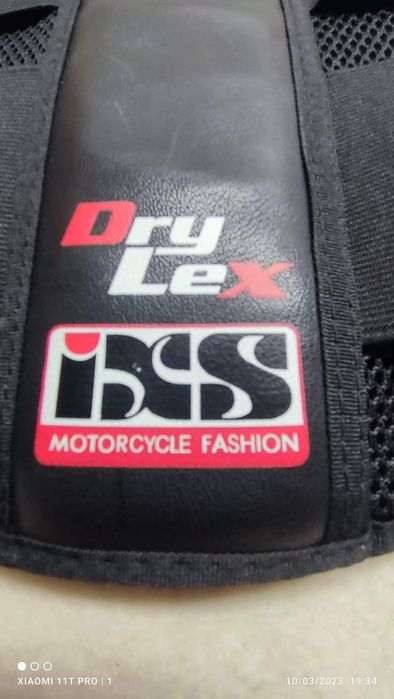 Dry
Lex
iXS
MOTORCYCLE FASHION
XIAOMI 11T PRO | 1
10/03/2023 19:34